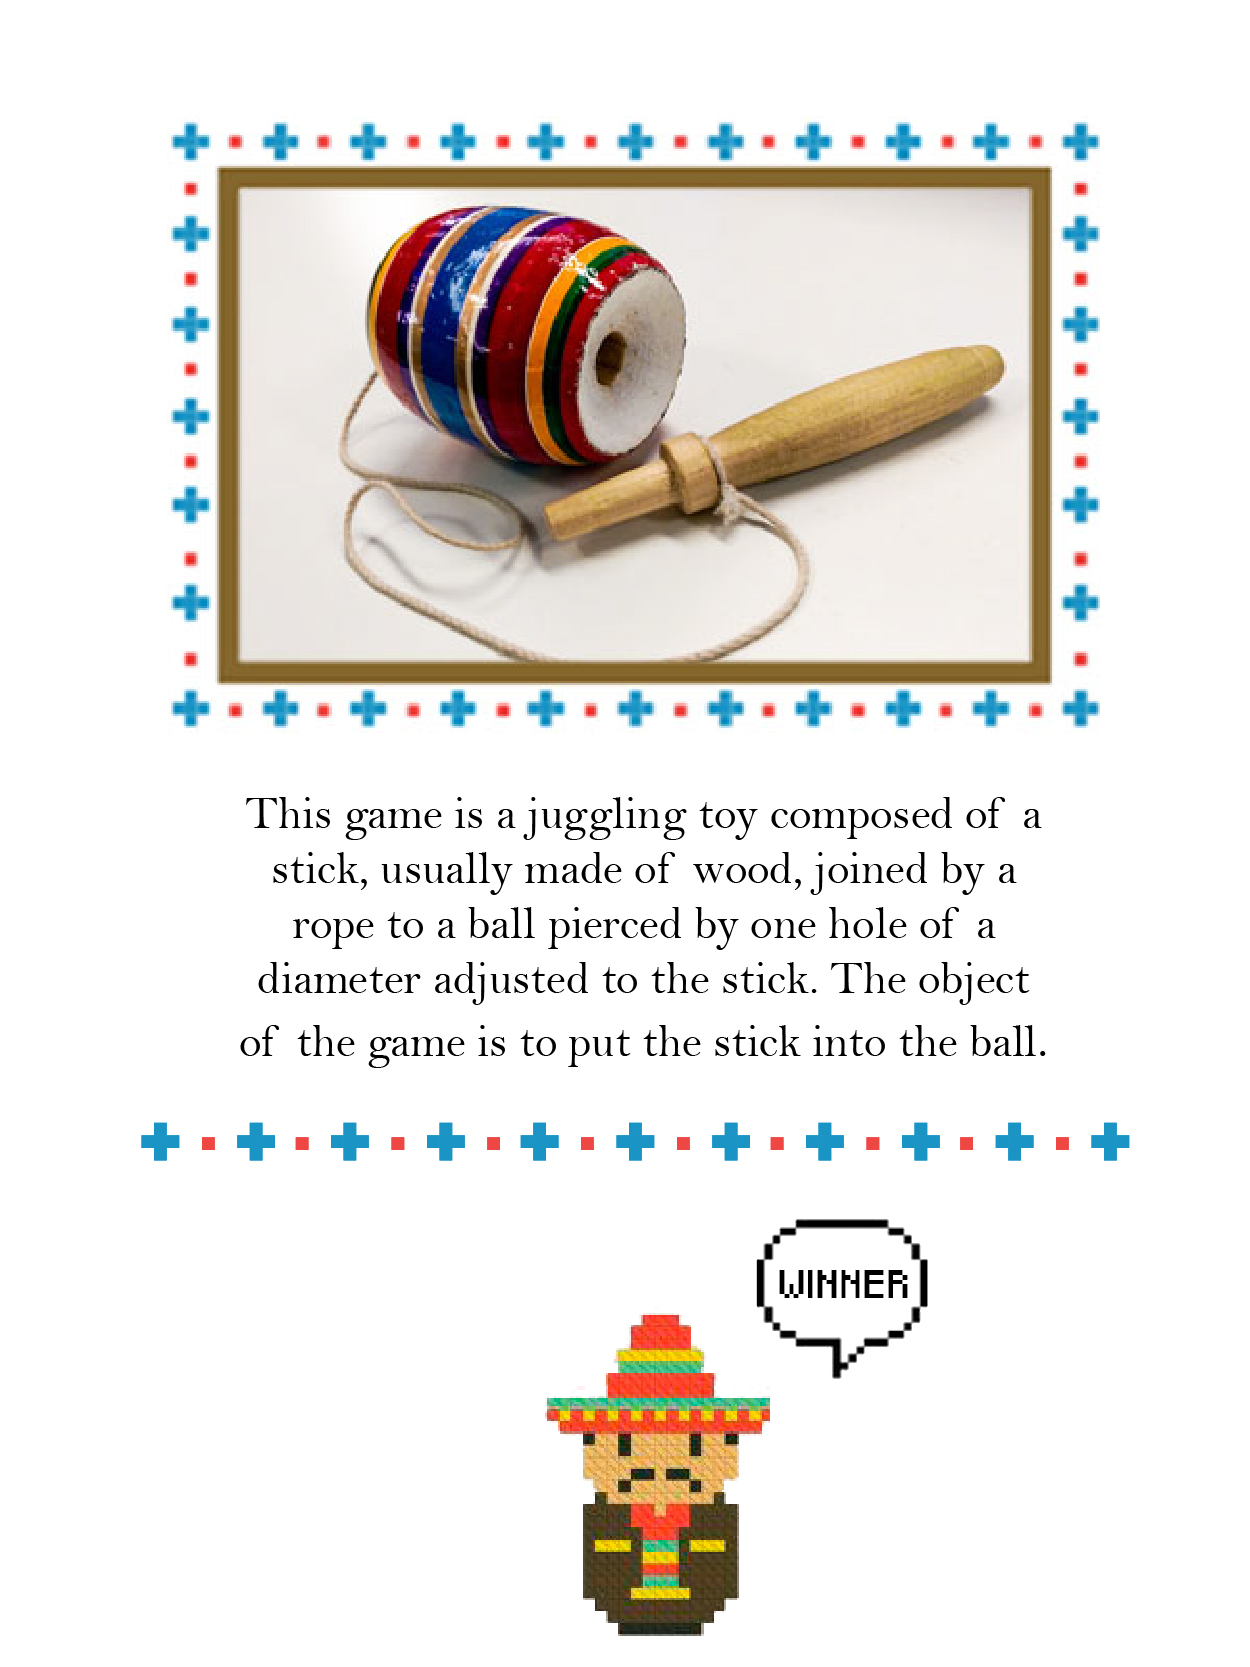 This game is a juggling toy composed of a
stick, usually made of wood, joined by a
rope to a ball pierced by one hole of a
diameter adjusted to the stick. The object
of the game is to put the stick into the ball.
WINNER